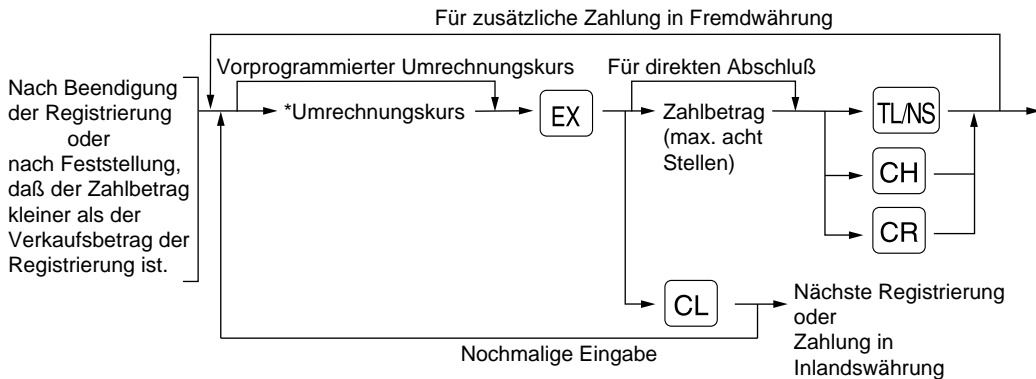 Für zusätzliche Zahlung in Fremdwährung
Vorprogrammierter Umrechnungskurs
Für direkten Abschluß
Nach Beendigung
der Registrierung
oder
nach Feststellung,
daß der Zahlbetrag
kleiner als der
Verkaufsbetrag der
Registrierung ist.
*Umrechnungskurs
EX
Zahlbetrag
(max. acht
Stellen)
TL/NS
CH
CR
CL
Nächste Registrierung
oder
Zahlung in
Inlandswährung
Nochmalige Eingabe